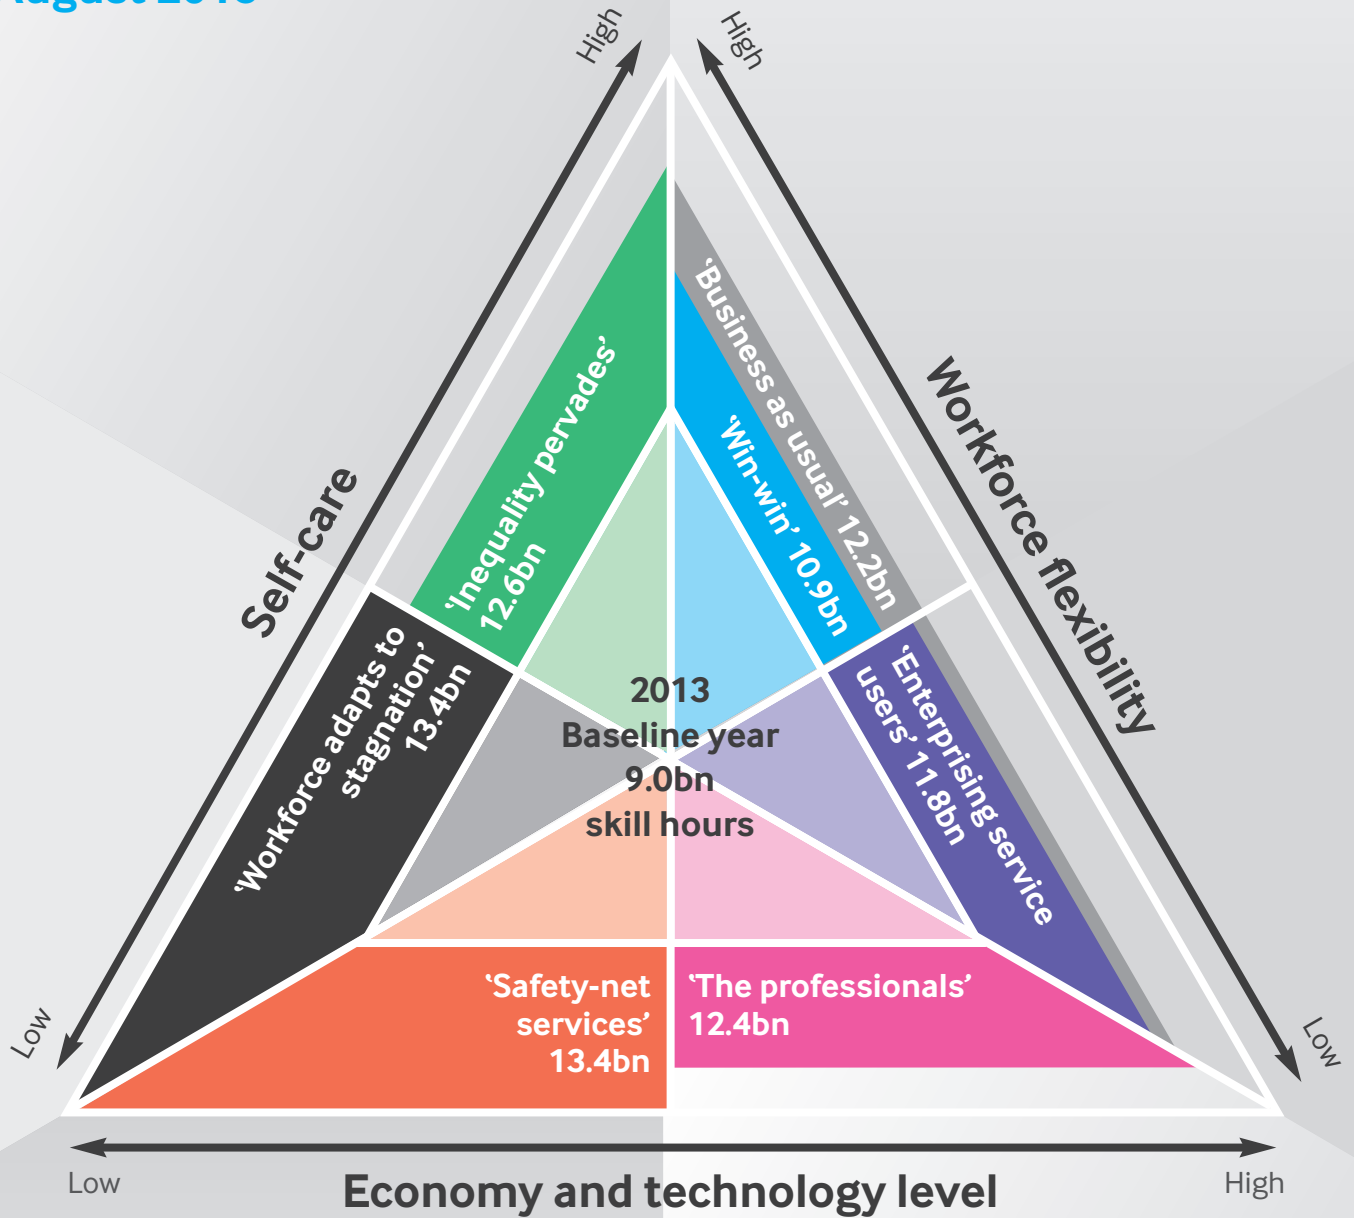 High
High
Self-care
Workforce flexibility
'Inequality pervades'
12.6bn
'Business as usual' 12.2bn
'Win-win' 10.9bn
'Workforce adapts to
stagnation'
13.4bn
2013
Baseline year
9.0bn
skill hours
'Enterprising service
users' 11.8bn
'Safety-net
services'
13.4bn
'The professionals'
12.4bn
Low
Low
Low
High
Economy and technology level